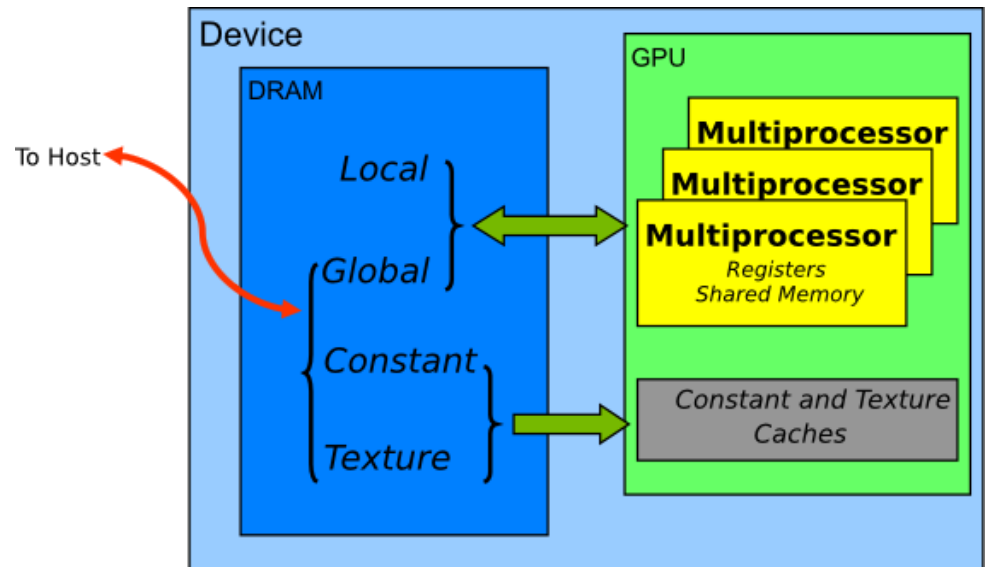 Device
DRAM
To Host
Local
Global
Constant
Texture
GPU
Multiprocessor
Multiprocessor
Multiprocessor
Registers
Shared Memory
Constant and Texture
Caches